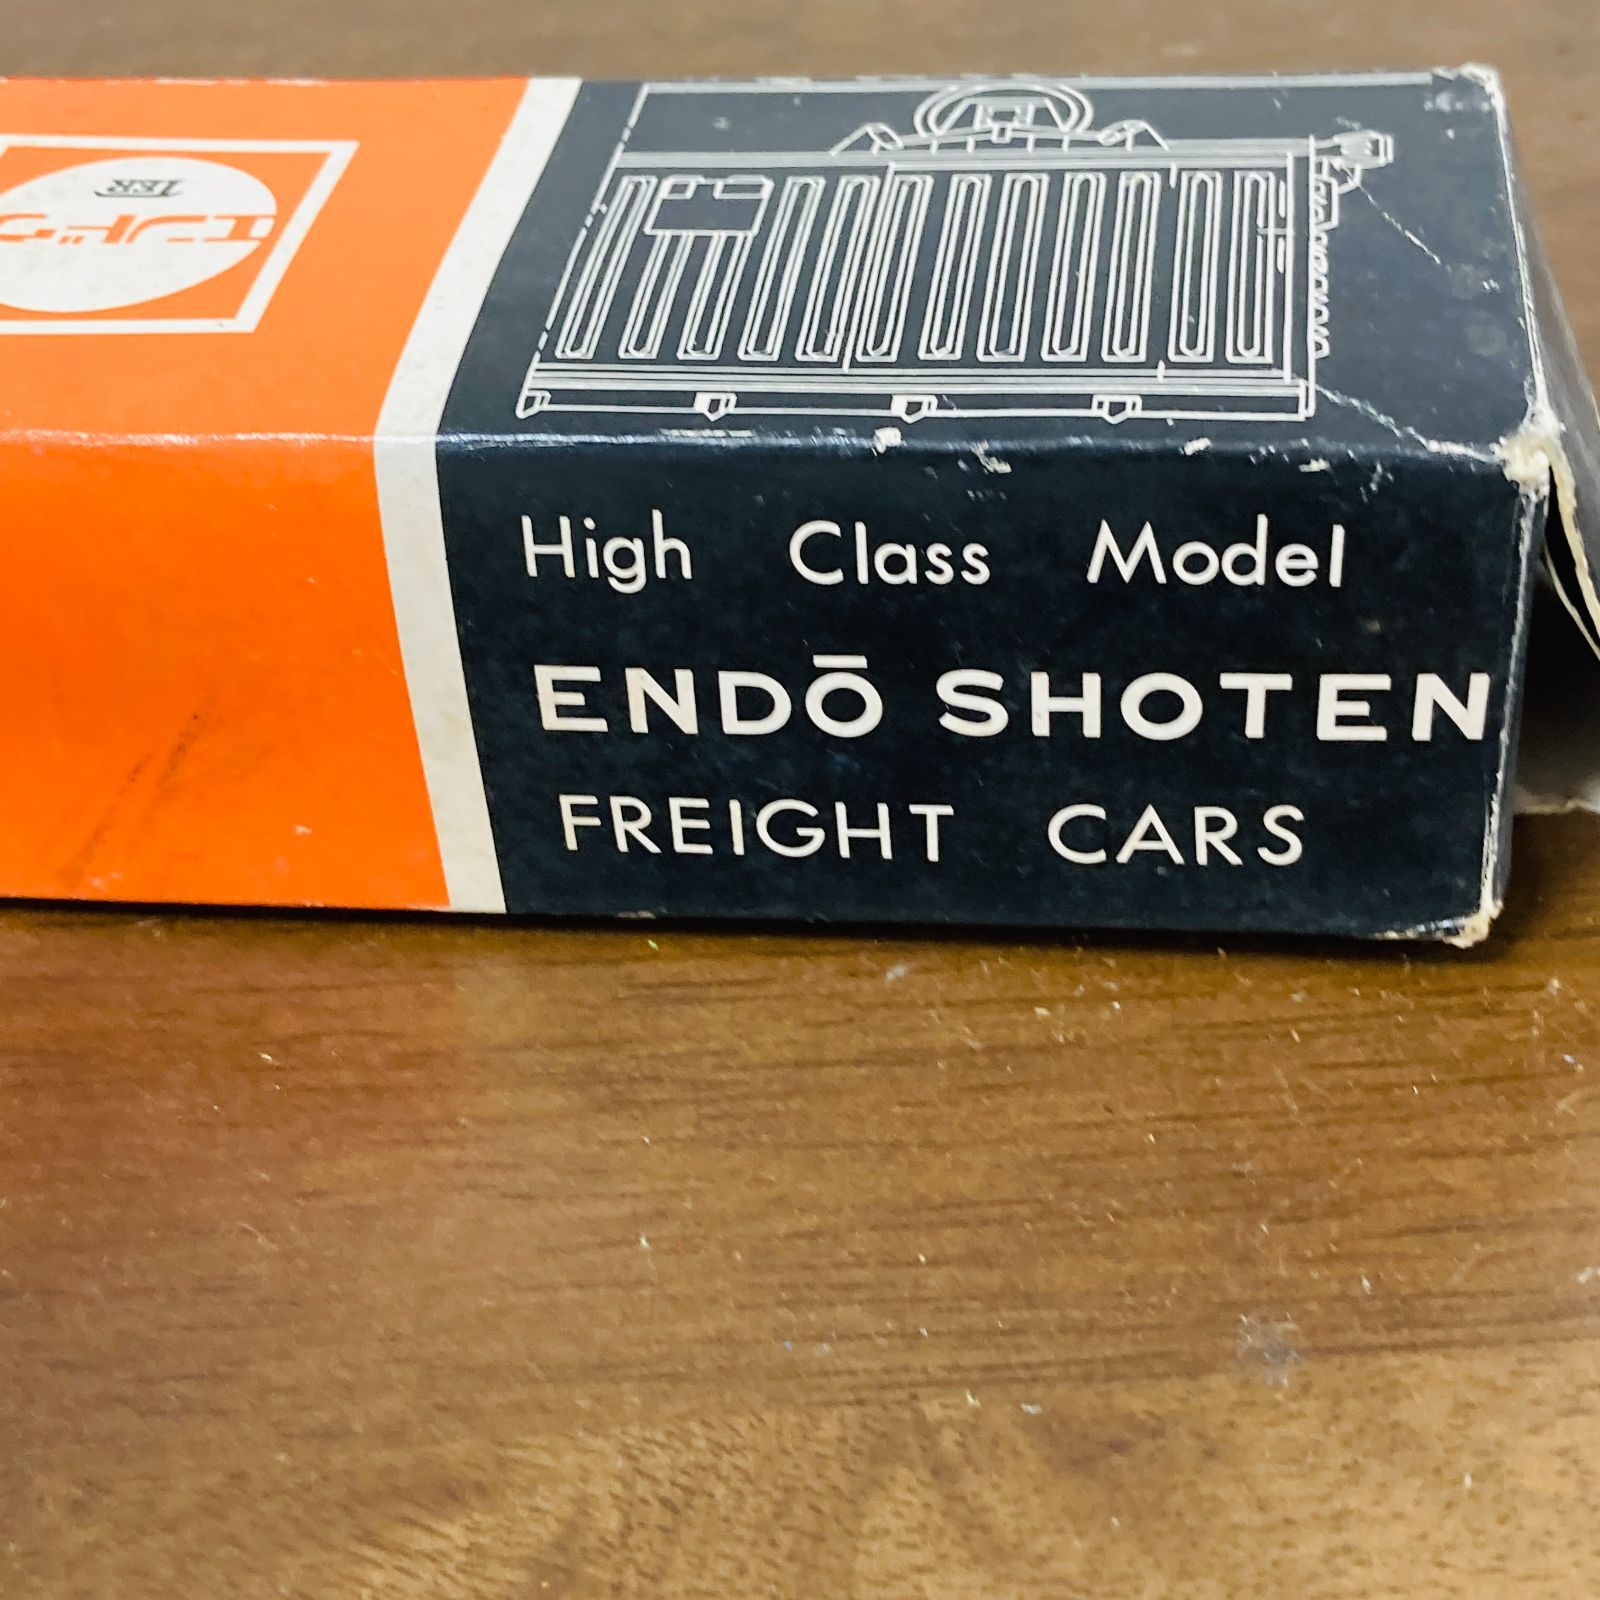 High Class Model
ENDŌ SHOTEN
FREIGHT CARS